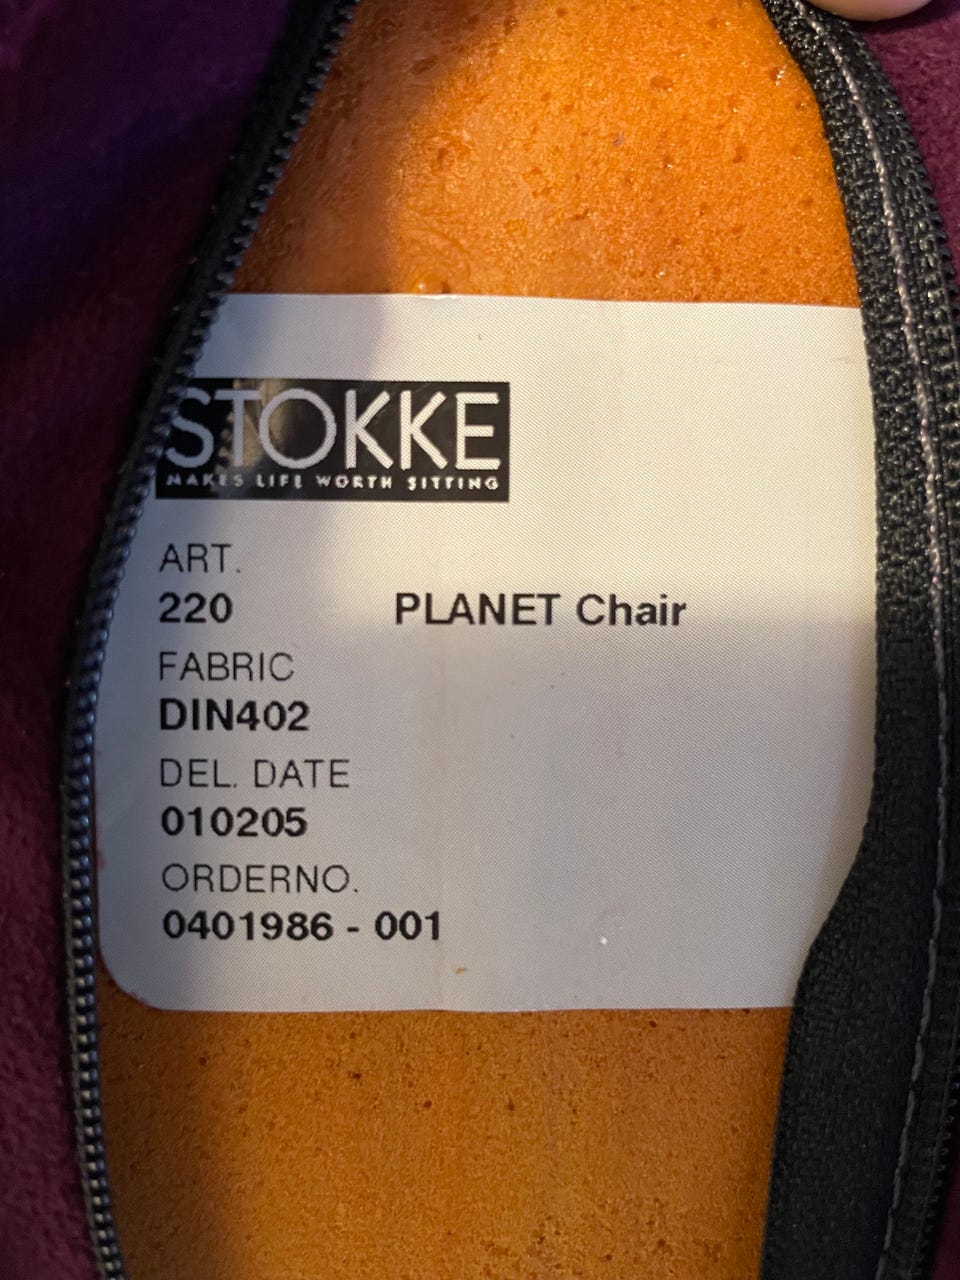 STOKKE
MAKES LIFE WORTH SITTING
ART.
220 PLANET Chair
FABRIC
DIN402
DEL. DATE
010205
ORDERNO.
0401986 - 001